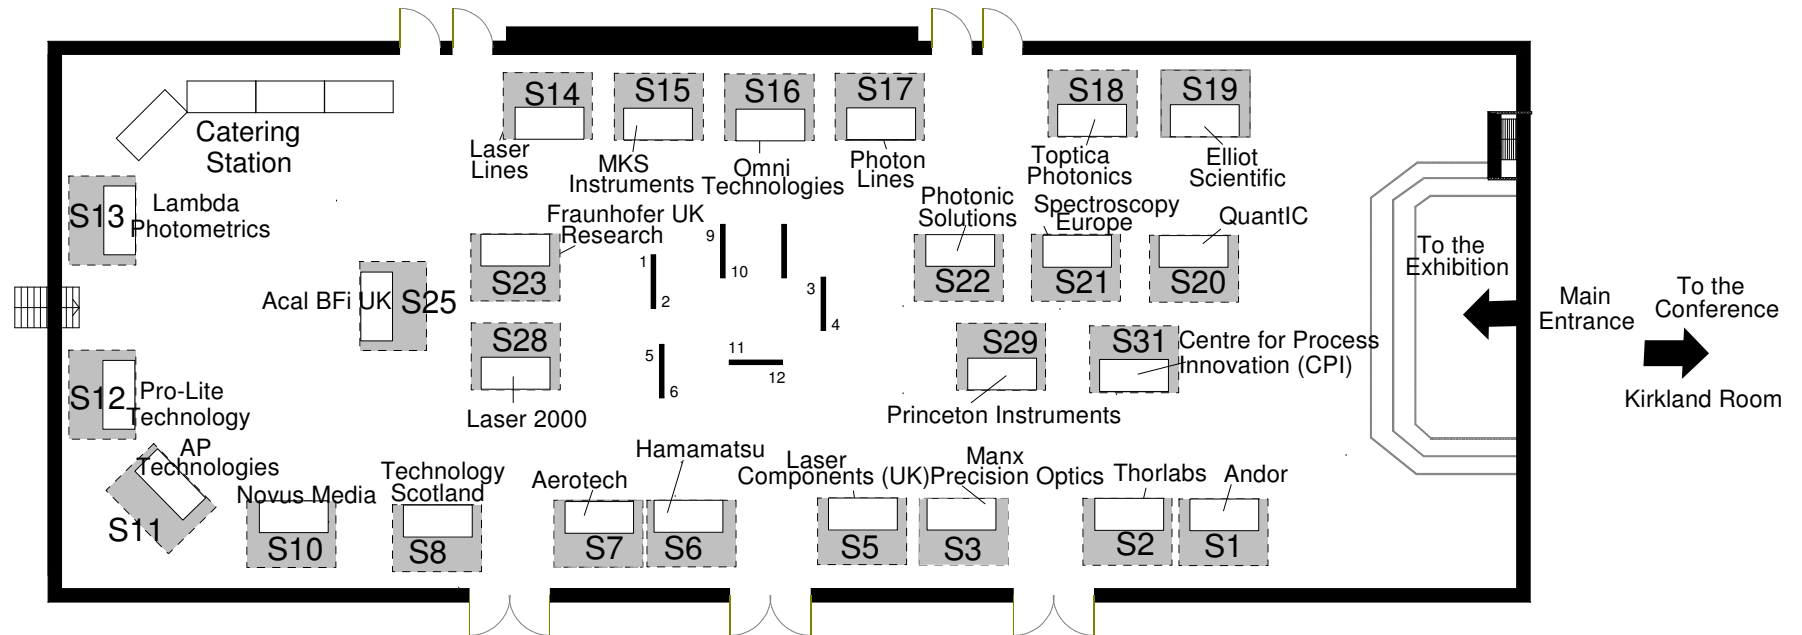 S14
S15
S16
S17
S18
S19
Catering
Station
Laser
Lines
MKS
Instruments
Omni
Technologies
Photon
Lines
Toptica
Photonics
Elliot
Scientific
S13
Lambda
Photometrics
Fraunhofer UK
Research
Photonic
Solutions
Spectroscopy
Europe
QuantIC
S23
S22
S21
S20
Acal BFi UK
S25
9
10
1
2
3
4
To the
Exhibition
Main
Entrance
To the
Conference
Kirkland Room
S28
Laser 2000
5
6
11
12
S29
Princeton Instruments
S31
Centre for Process
Innovation (CPI)
S12
Pro-Lite
Technology
AP
Technologies
S11
Novus Media
S10
Technology
Scotland
S8
Aerotech
S7
Hamamatsu
S6
Laser
Components (UK)
S5
Manx
Precision Optics
S3
Thorlabs
S2
Andor
S1